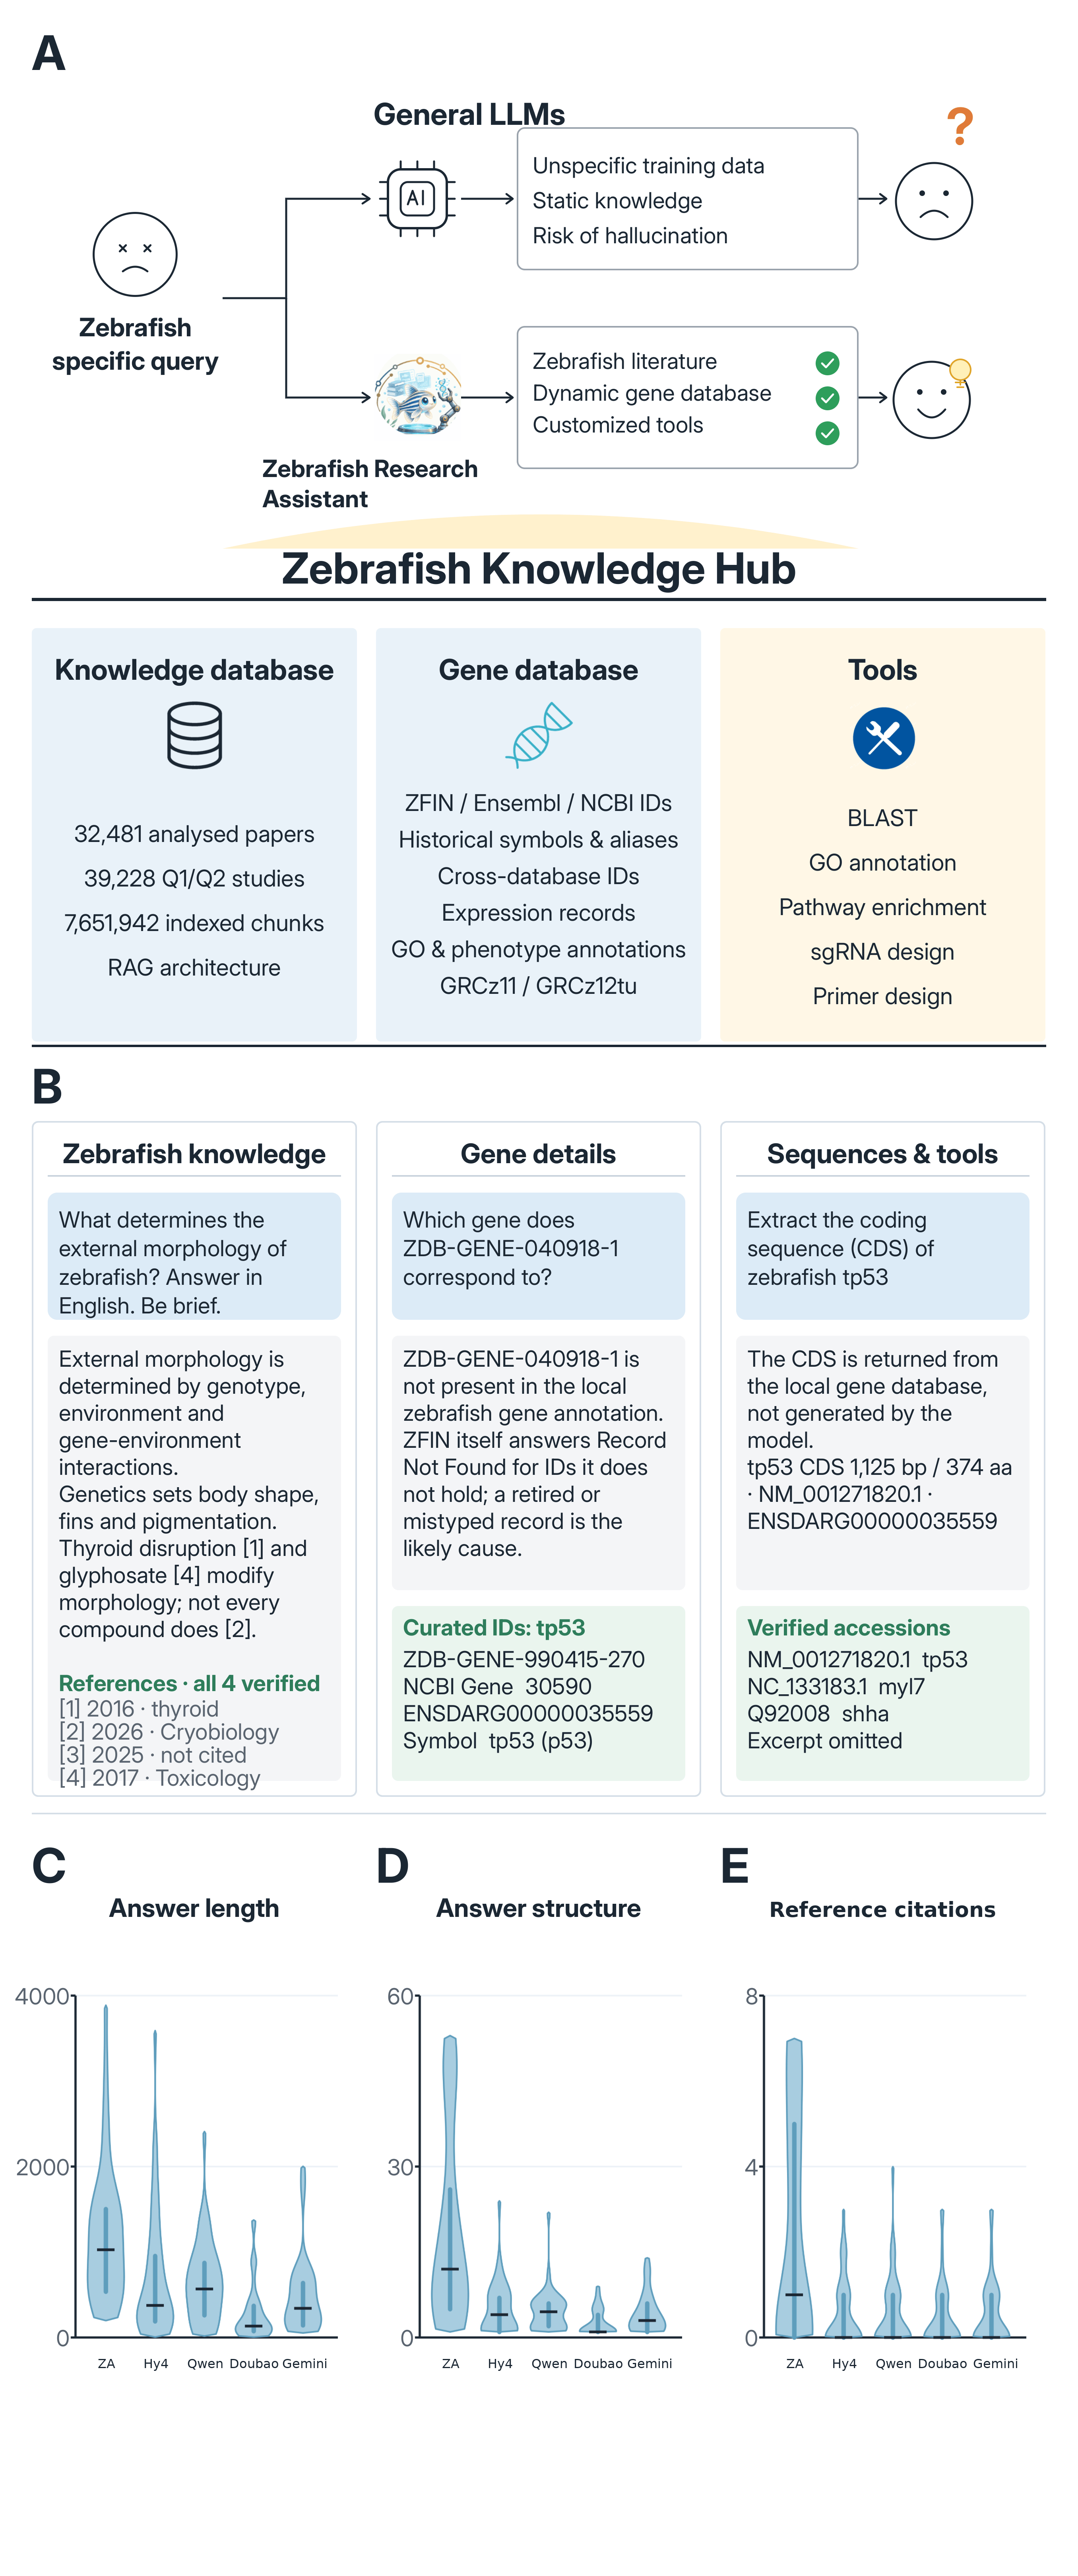 A
General LLMs
?
Unspecific training data
Static knowledge
Risk of hallucination
AI
Zebrafish
specific query
Zebrafish literature
Dynamic gene database
Customized tools
Zebrafish Research
Assistant
Zebrafish Knowledge Hub
Knowledge database
32,481 analysed papers
39,228 Q1/Q2 studies
7,651,942 indexed chunks
RAG architecture
Gene database
ZFIN / Ensembl / NCBI IDs
Historical symbols & aliases
Cross-database IDs
Expression records
GO & phenotype annotations
GRCz11 / GRCz12tu
Tools
BLAST
GO annotation
Pathway enrichment
sgRNA design
Primer design
B
Zebrafish knowledge
What determines the
external morphology of
zebrafish? Answer in
English. Be brief.
External morphology is
determined by genotype,
environment and
gene-environment
interactions.
Genetics sets body shape,
fins and pigmentation.
Thyroid disruption [1] and
glyphosate [4] modify
morphology; not every
compound does [2].
References · all 4 verified
[1] 2016 · thyroid
[2] 2026 · Cryobiology
[3] 2025 · not cited
[4] 2017 · Toxicology
Gene details
Which gene does
ZDB-GENE-040918-1
correspond to?
ZDB-GENE-040918-1 is
not present in the local
zebrafish gene annotation.
ZFIN itself answers Record
Not Found for IDs it does
not hold; a retired or
mistyped record is the
likely cause.
Curated IDs: tp53
ZDB-GENE-990415-270
NCBI Gene 30590
ENSDARG00000035559
Symbol tp53 (p53)
Sequences & tools
Extract the coding
sequence (CDS) of
zebrafish tp53
The CDS is returned from
the local gene database,
not generated by the
model.
tp53 CDS 1,125 bp / 374 aa
· NM_001271820.1 ·
ENSDARG00000035559
Verified accessions
NM_001271820.1 tp53
NC_133183.1 myl7
Q92008 shha
Excerpt omitted
C
Answer length
4000
2000
0
ZA Hy4 Qwen Doubao Gemini
D
Answer structure
60
30
0
ZA Hy4 Qwen Doubao Gemini
E
Reference citations
8
4
0
ZA Hy4 Qwen Doubao Gemini